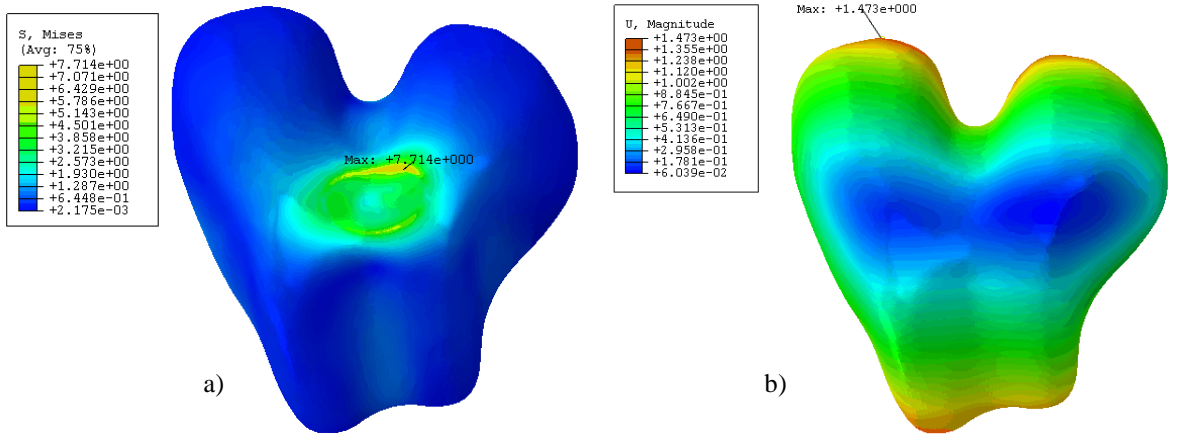 S, Mises
(Avg: 75%)
+7.714e+00
+7.071e+00
+6.429e+00
+5.786e+00
+5.143e+00
+4.501e+00
+3.858e+00
+3.215e+00
+2.573e+00
+1.930e+00
+1.287e+00
+6.448e-01
+2.175e-03
Max: +7.714e+000
a)
U, Magnitude
+1.473e+00
+1.355e+00
+1.238e+00
+1.120e+00
+1.002e+00
+8.845e-01
+7.667e-01
+6.490e-01
+5.313e-01
+4.136e-01
+2.958e-01
+1.781e-01
+6.039e-02
Max: +1.473e+000
b)